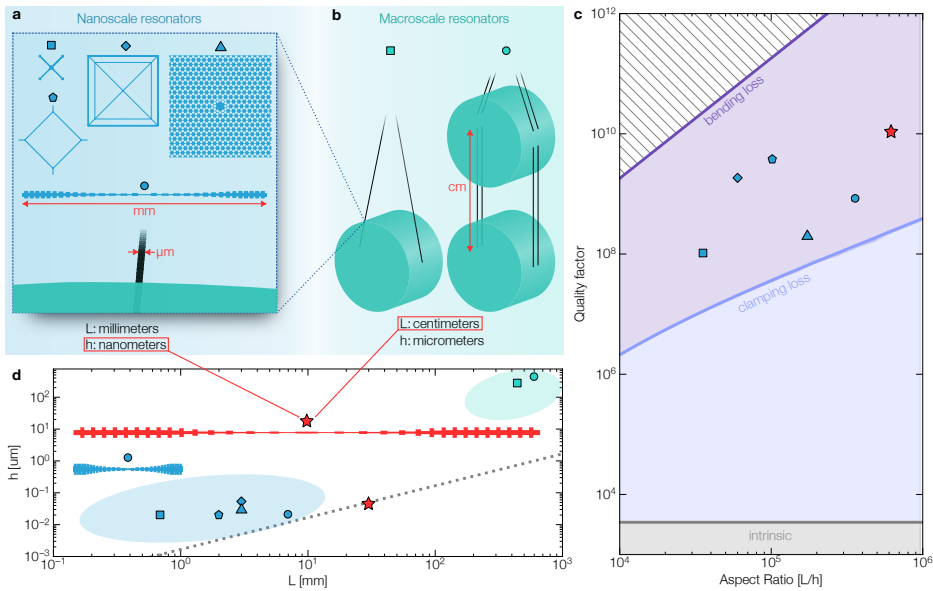 a
Nanoscale resonators
mm
μm
L: millimeters
h: nanometers
b
Macroscale resonators
cm
L: centimeters
h: micrometers
c
Quality factor
10^12
10^10
10^8
10^6
10^4
bending loss
clamping loss
intrinsic
10^4
10^5
10^6
Aspect Ratio [L/h]
d
h [um]
10^2
10^1
10^0
10^−1
10^−2
10^−3
10^−1
10^0
10^1
10^2
10^3
L [mm]